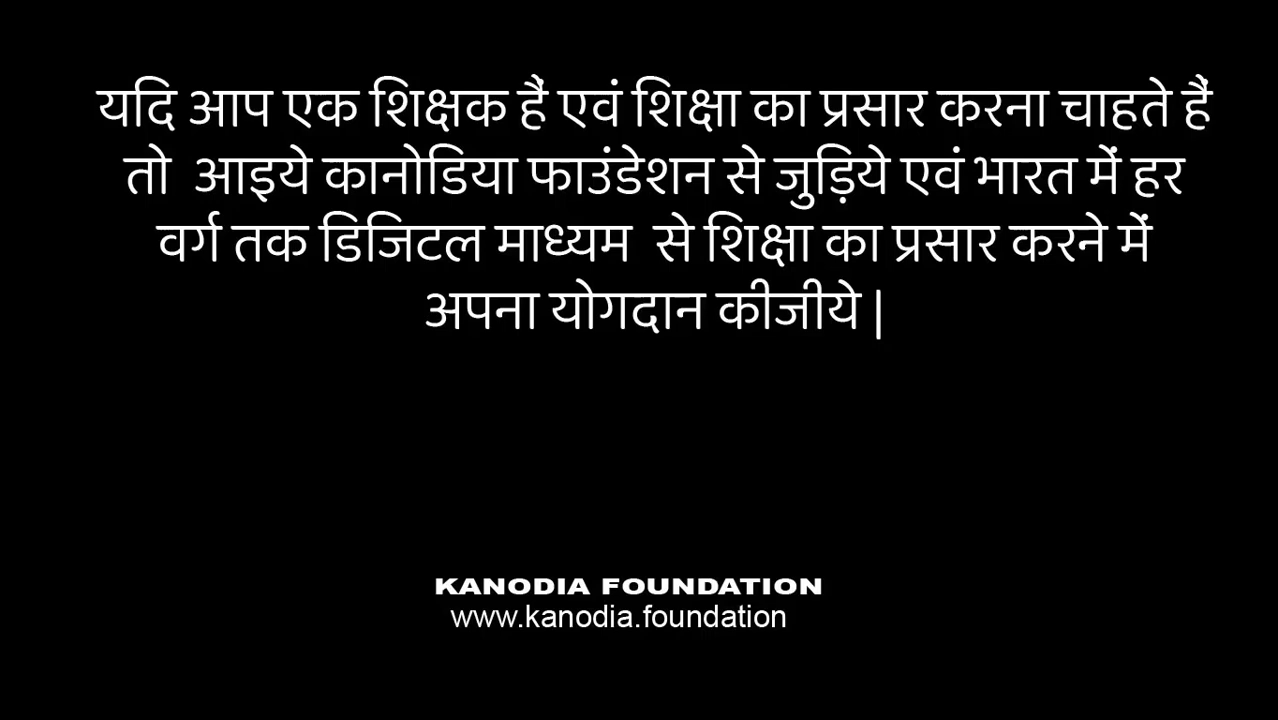 यदि आप एक शिक्षक हैं एवं शिक्षा का प्रसार करना चाहते हैं
तो आइये कानोडिया फाउंडेशन से जुड़िये एवं भारत में हर
वर्ग तक डिजिटल माध्यम से शिक्षा का प्रसार करने में
अपना योगदान कीजीये |
KANODIA FOUNDATION
www.kanodia.foundation